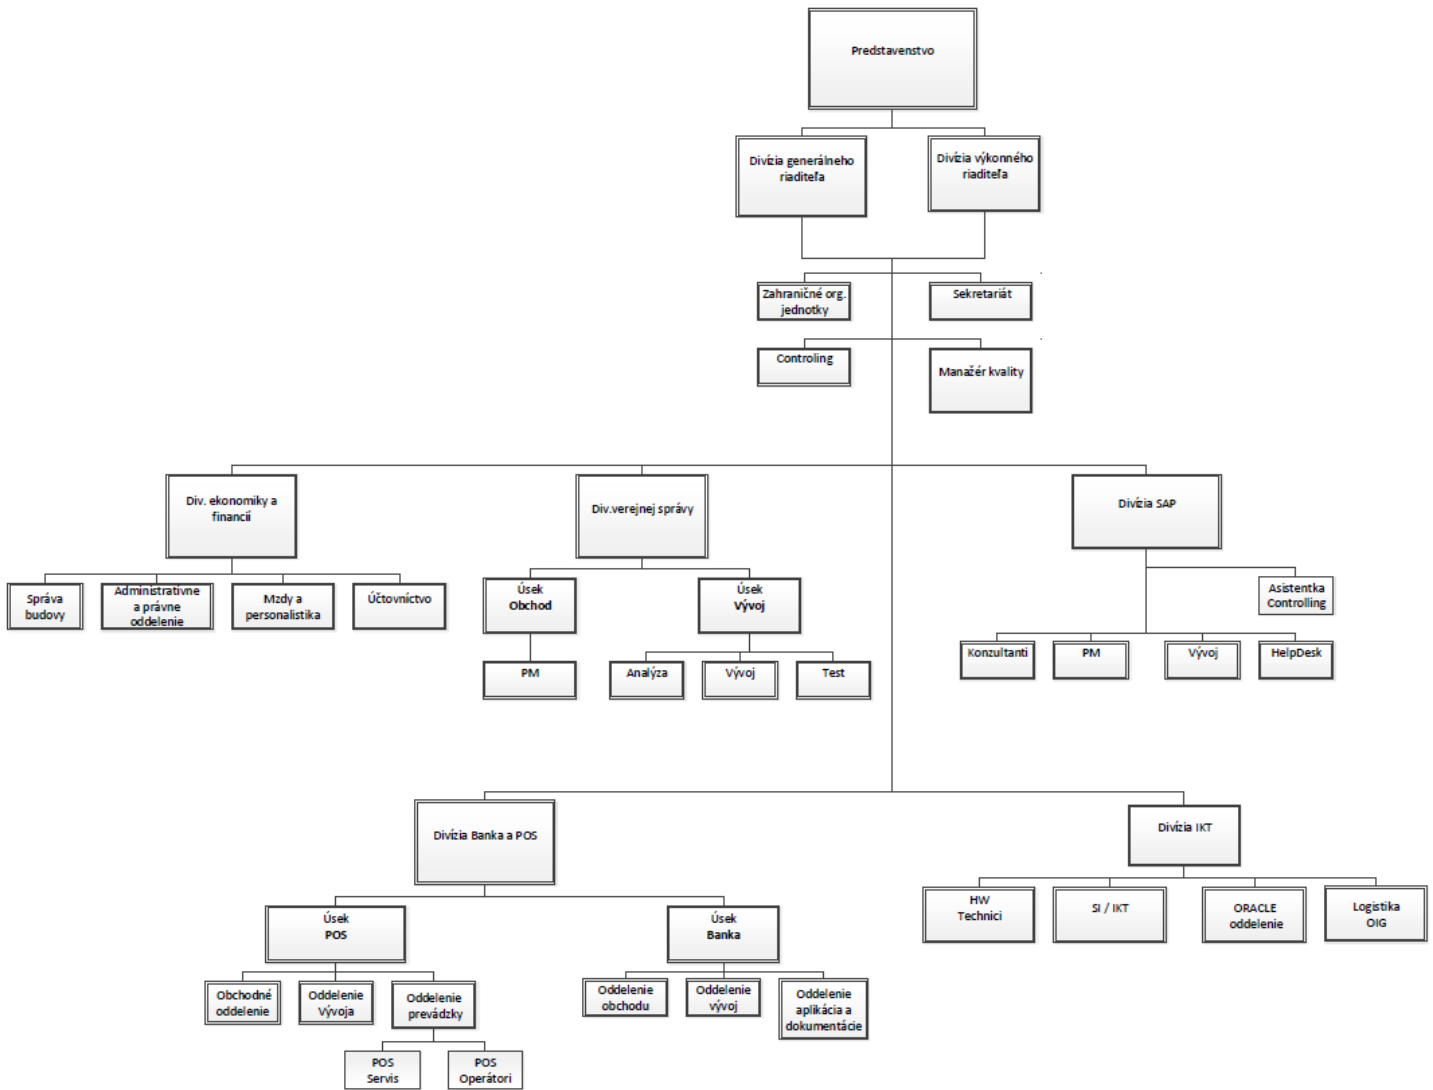 Predstavenstvo
Divízia generálneho
riaditeľa
Divízia výkonného
riaditeľa
Zahraničné org.
jednotky
Sekretariát
Controling
Manažér kvality
Div. ekonomiky a
financií
Div.verejnej správy
Divízia SAP
Správa
budovy
Administratívne
a právne
oddelenie
Mzdy a
personalistika
Účtovníctvo
Úsek
Obchod
Úsek
Vývoj
Asistentka
Controlling
PM
Analýza
Vývoj
Test
Konzultanti
PM
Vývoj
HelpDesk
Divízia Banka a POS
Divízia IKT
Úsek
POS
Úsek
Banka
HW
Technici
SI / IKT
ORACLE
oddelenie
Logistika
OIG
Obchodné
oddelenie
Oddelenie
Vývoja
Oddelenie
prevádzky
Oddelenie
obchodu
Oddelenie
vývoj
Oddelenie
aplikácia a
dokumentácie
POS
Servis
POS
Operátori